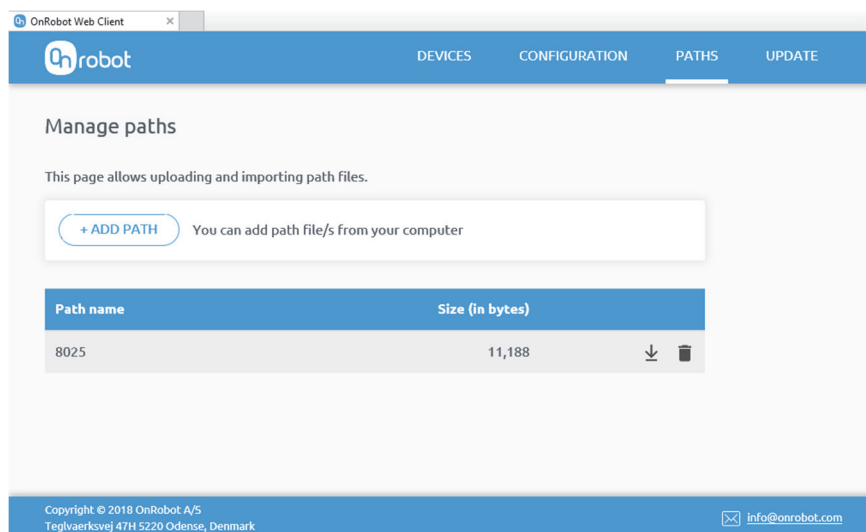 OnRobot Web Client
OnRobot
DEVICES CONFIGURATION PATHS UPDATE
Manage paths
This page allows uploading and importing path files.
+ ADD PATH You can add path file/s from your computer
Path name Size (in bytes)
8025 11,188
Copyright © 2018 OnRobot A/S
Teglvaerksvej 47H 5220 Odense, Denmark
info@onrobot.com